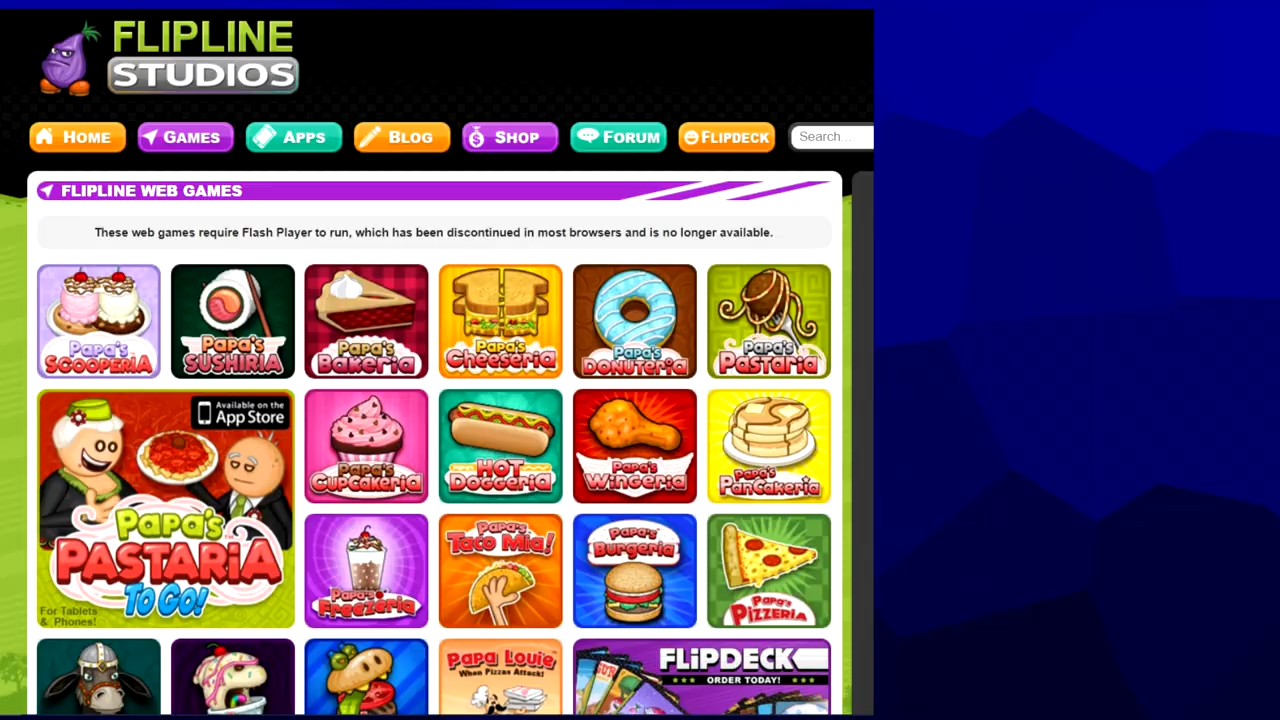 FLIPLINE
STUDIOS
HOME GAMES APPS BLOG SHOP FORUM FLIPDECK Search...
FLIPLINE WEB GAMES
These web games require Flash Player to run, which has been discontinued in most browsers and is no longer available.
PAPA'S SCOOPERIA
PAPA'S SUSHIRIA
PAPA'S BAKERIA
PAPA'S CHEESERIA
PAPA'S DONUTERIA
PAPA'S PASTARIA
Available on the
App Store
PAPA'S
PASTARIA
TO GO!
For Tablets
& Phones!
PAPA'S CUPCAKERIA
HOT DOGGERIA
PAPA'S WINGERIA
PAPA'S PANCAKERIA
PAPA'S FREEZERIA
PAPA'S TACO MIA!
PAPA'S BURGERIA
PAPA'S PIZZERIA
PAPA LOUIE
When Pizzas Attack!
FLIPDECK
ORDER TODAY!